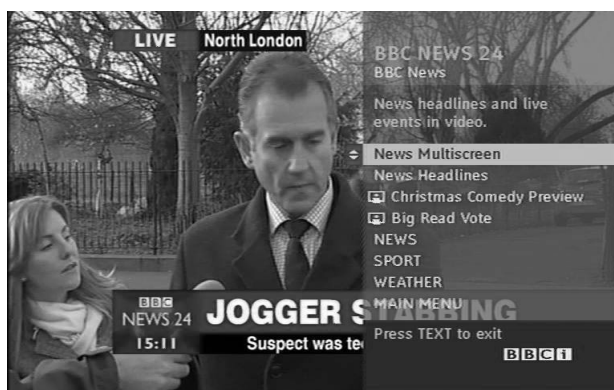 LIVE North London
BBC NEWS 24
BBC News
News headlines and live
events in video.
News Multiscreen
News Headlines
Christmas Comedy Preview
Big Read Vote
NEWS
SPORT
WEATHER
MAIN MENU
Press TEXT to exit
BBCi
BBC
NEWS 24
15:11
JOGGER STABBING
Suspect was